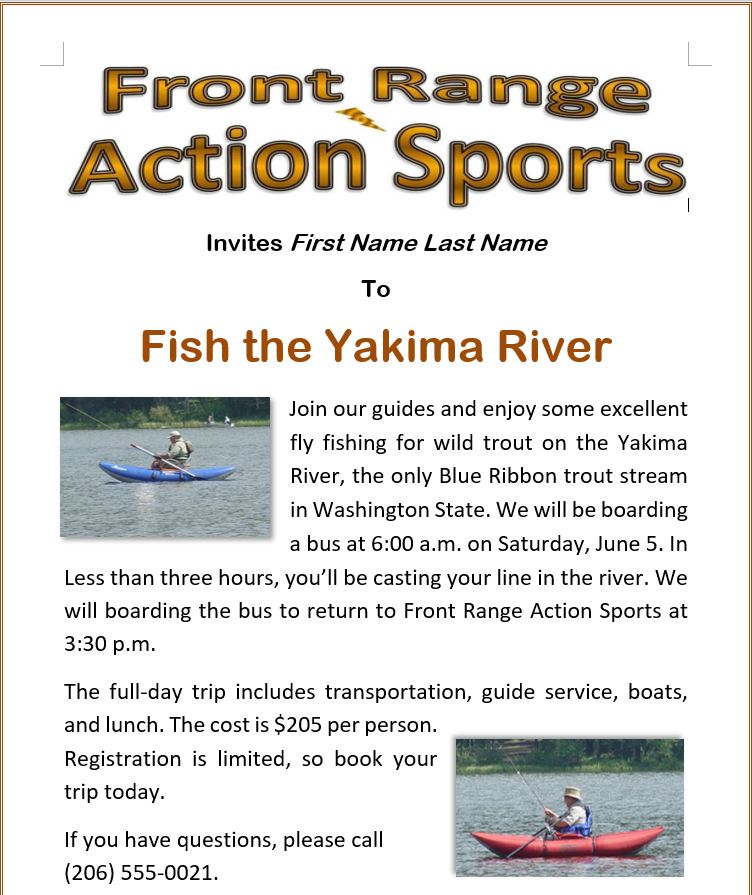 Front Range
Action Sports
Invites First Name Last Name
To
Fish the Yakima River
Join our guides and enjoy some excellent
fly fishing for wild trout on the Yakima
River, the only Blue Ribbon trout stream
in Washington State. We will be boarding
a bus at 6:00 a.m. on Saturday, June 5. In
Less than three hours, you’ll be casting your line in the river. We
will boarding the bus to return to Front Range Action Sports at
3:30 p.m.
The full-day trip includes transportation, guide service, boats,
and lunch. The cost is $205 per person.
Registration is limited, so book your
trip today.
If you have questions, please call
(206) 555-0021.